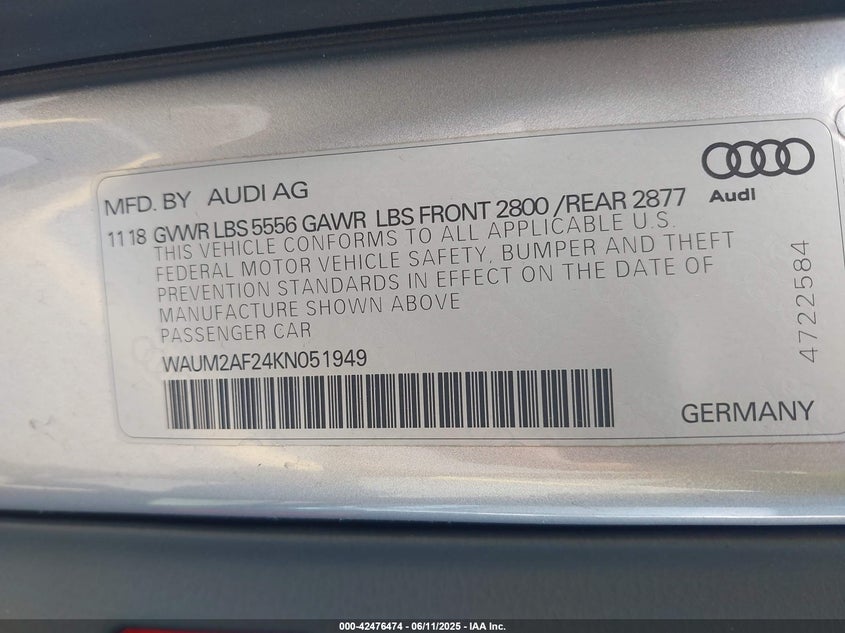 MFD. BY AUDI AG
Audi
11 18 GVWR LBS 5556 GAWR LBS FRONT 2800 /REAR 2877
THIS VEHICLE CONFORMS TO ALL APPLICABLE U.S.
FEDERAL MOTOR VEHICLE SAFETY, BUMPER AND THEFT
PREVENTION STANDARDS IN EFFECT ON THE DATE OF
MANUFACTURE SHOWN ABOVE
PASSENGER CAR
WAUM2AF24KN051949
GERMANY
4722584
000-42476474 / 06/11/2025 - IAA Inc.